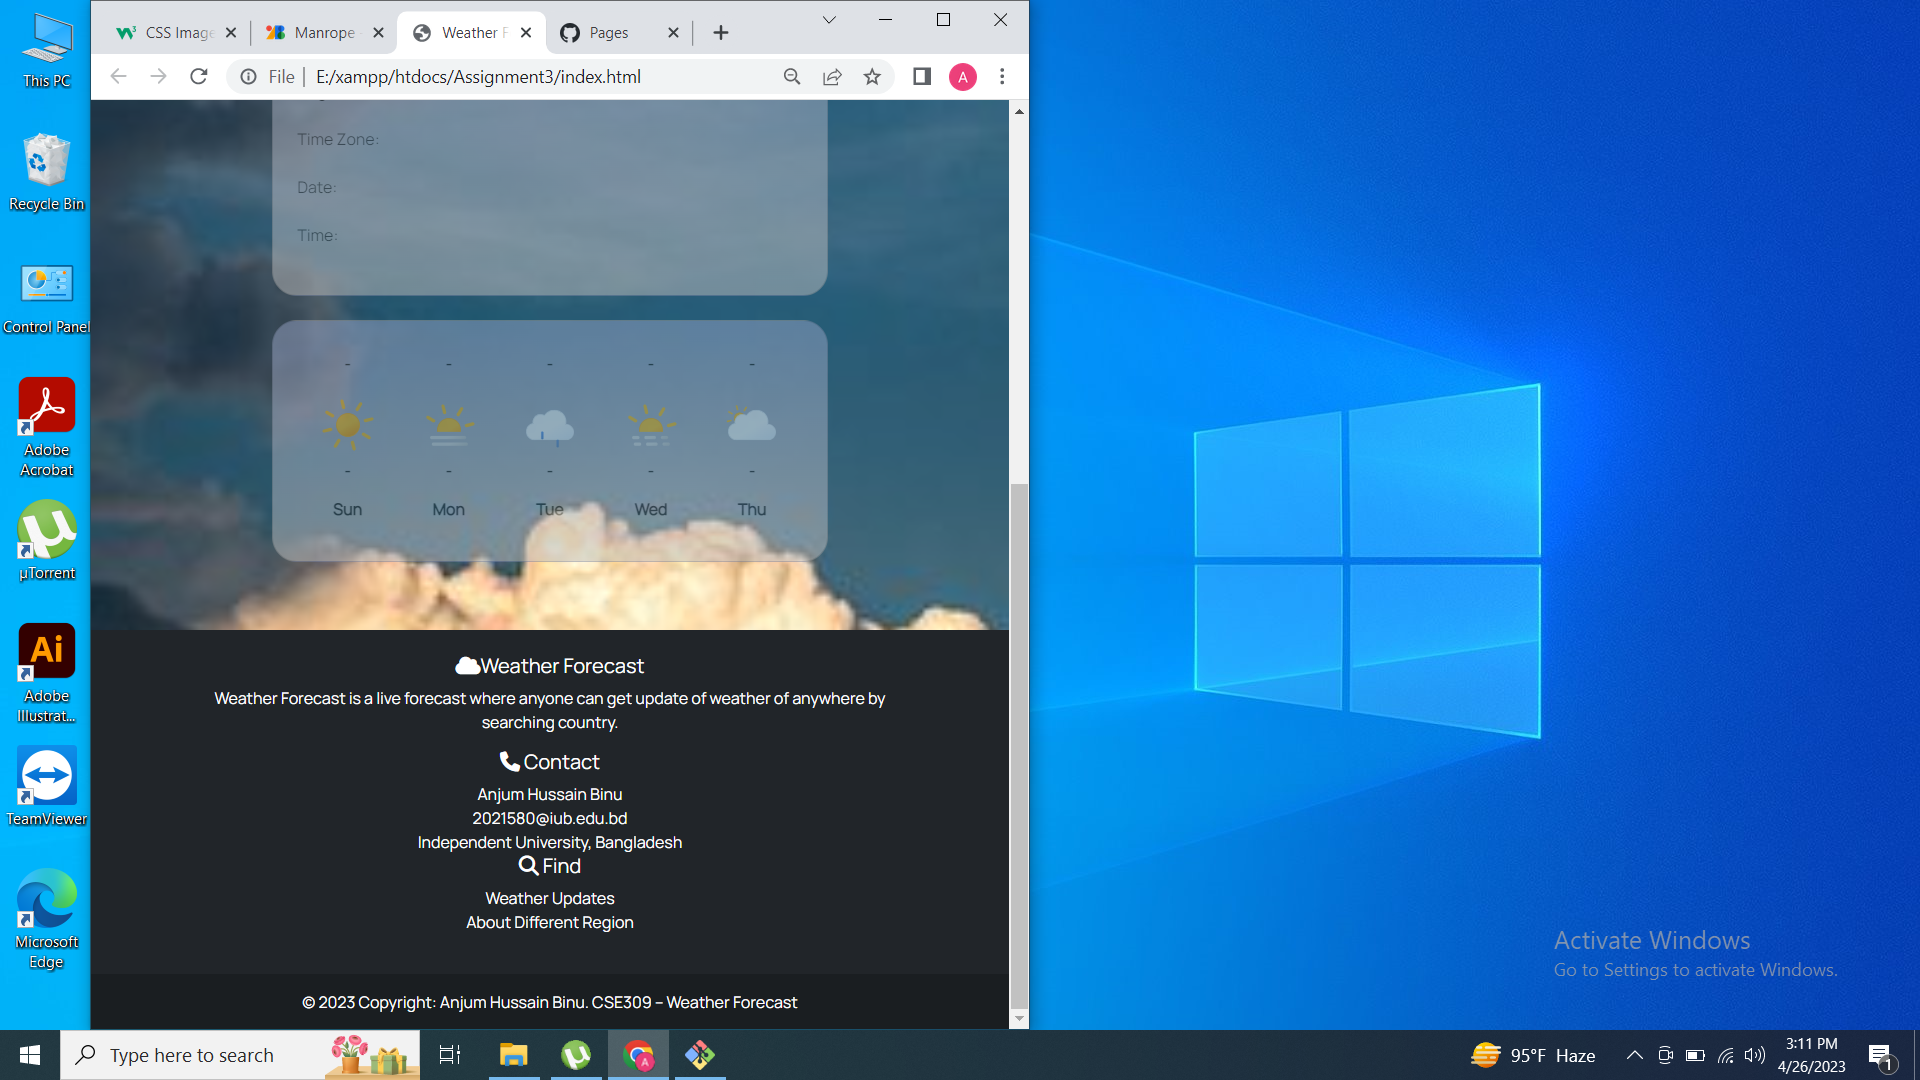 This PC
Recycle Bin
Control Panel
Adobe
Acrobat
µTorrent
Ai
Adobe
Illustrat...
TeamViewer
Microsoft
Edge
CSS Image
Manrope
Weather F
Pages
File
E:/xampp/htdocs/Assignment3/index.html
A
Time Zone:
Date:
Time:
- - - - -
- - - - -
Sun Mon Tue Wed Thu
Weather Forecast
Weather Forecast is a live forecast where anyone can get update of weather of anywhere by
searching country.
Contact
Anjum Hussain Binu
2021580@iub.edu.bd
Independent University, Bangladesh
Find
Weather Updates
About Different Region
© 2023 Copyright: Anjum Hussain Binu. CSE309 – Weather Forecast
Activate Windows
Go to Settings to activate Windows.
Type here to search
A
95°F Haze
3:11 PM
4/26/2023
1